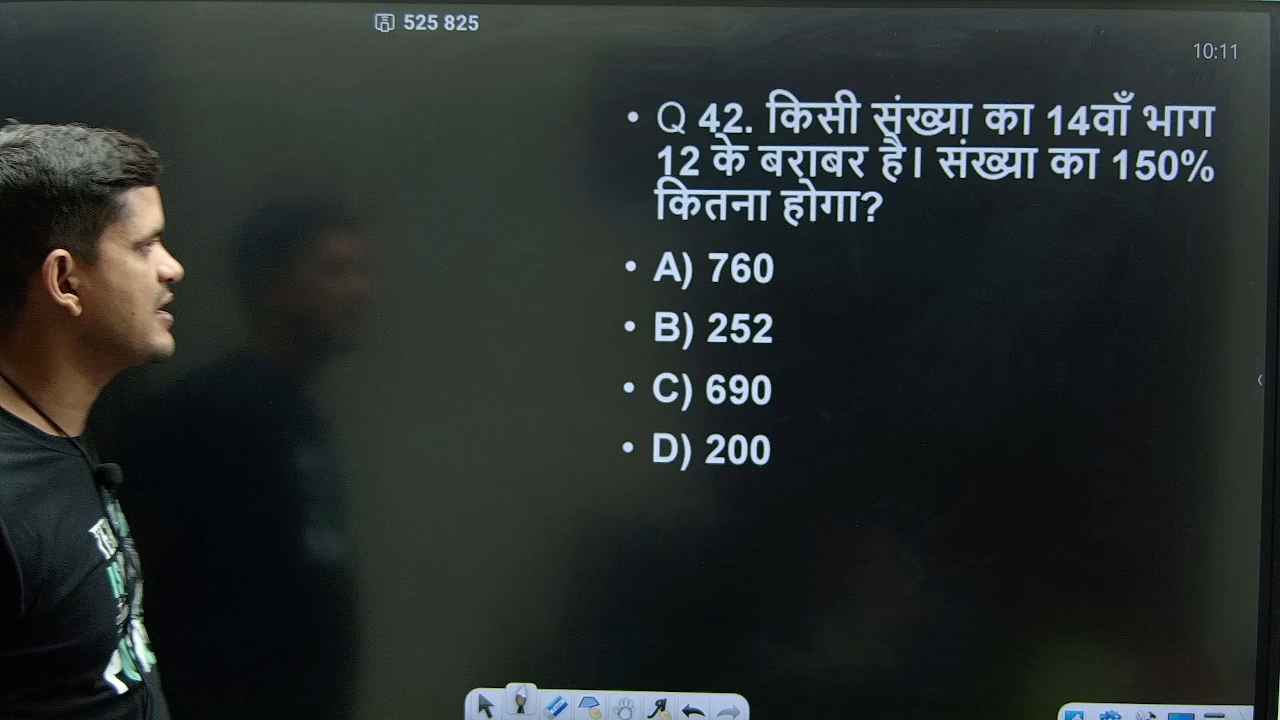 525 825
10:11
• Q 42. किसी संख्या का 14वाँ भाग
12 के बराबर है। संख्या का 150%
कितना होगा?
• A) 760
• B) 252
• C) 690
• D) 200